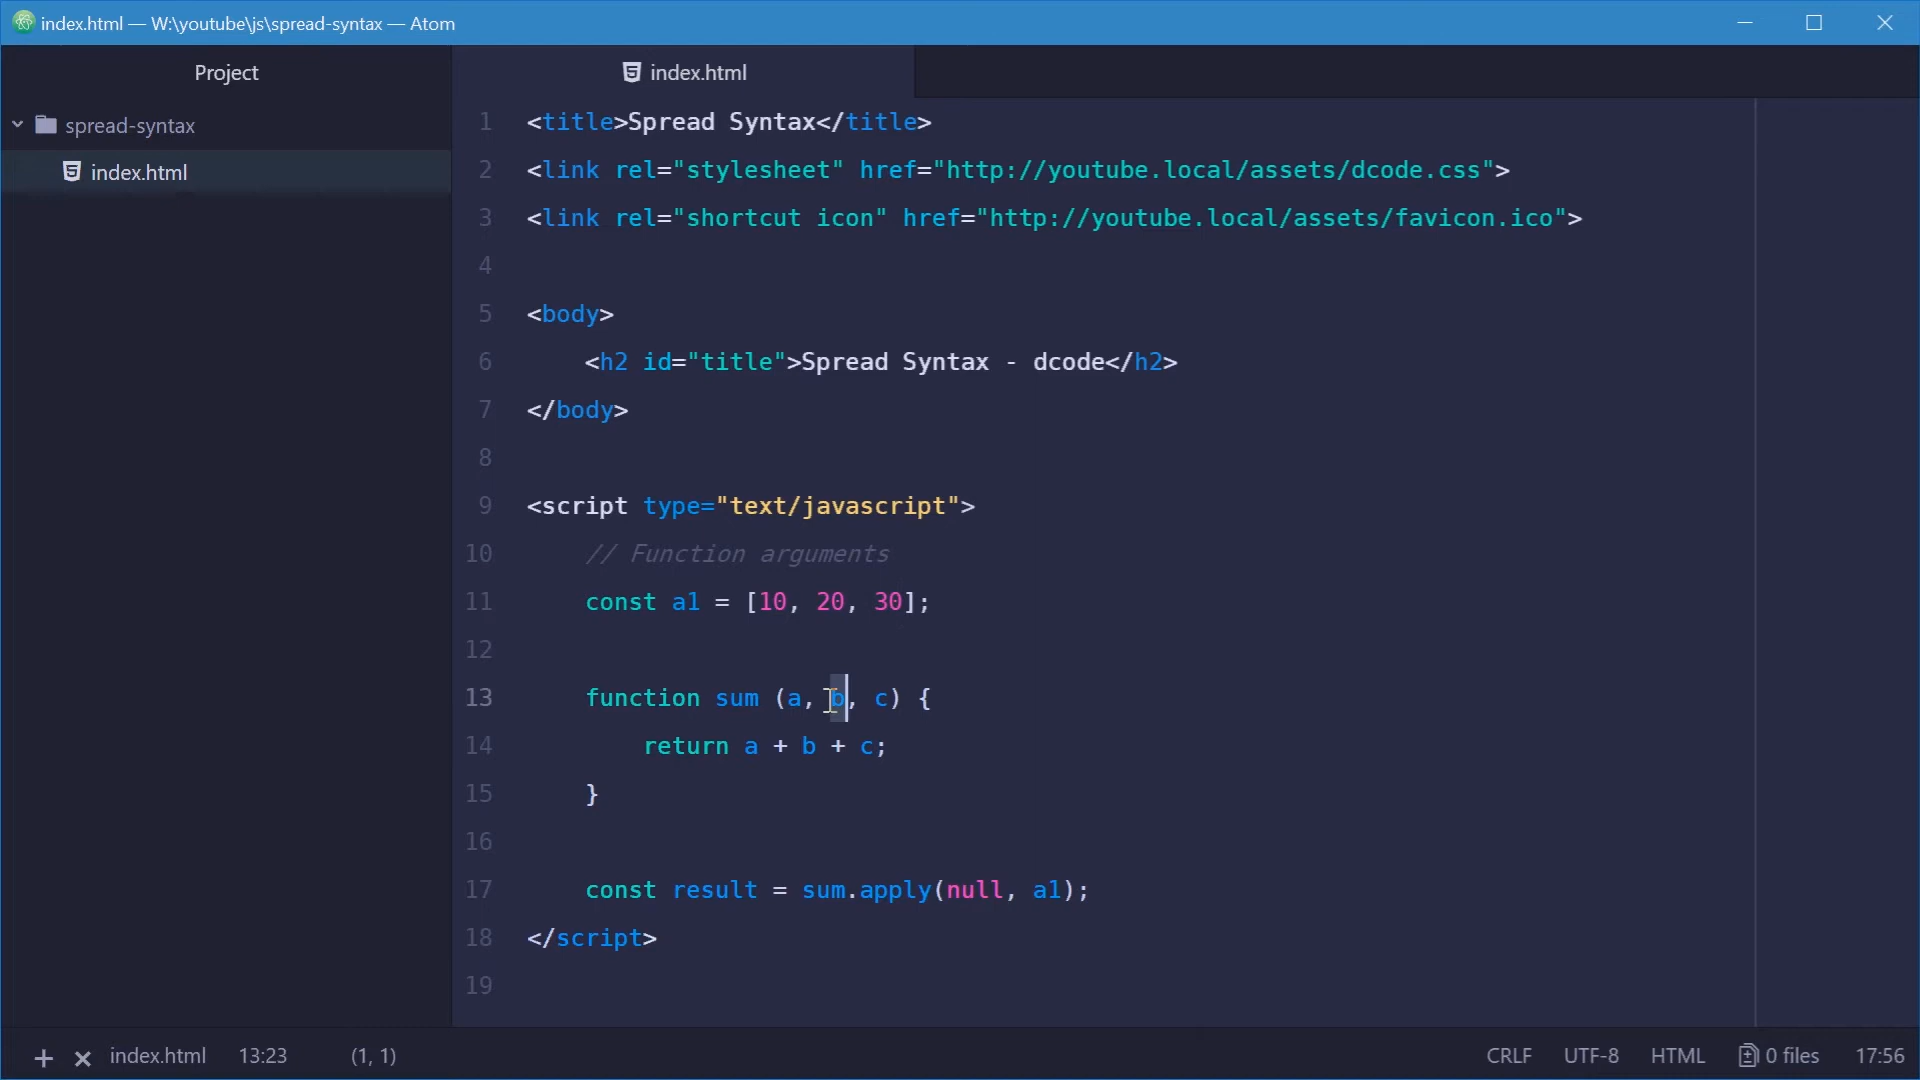 index.html — W:\youtube\js\spread-syntax — Atom
Project
index.html
spread-syntax
index.html
1 <title>Spread Syntax</title>
2 <link rel="stylesheet" href="http://youtube.local/assets/dcode.css">
3 <link rel="shortcut icon" href="http://youtube.local/assets/favicon.ico">
4
5 <body>
6     <h2 id="title">Spread Syntax - dcode</h2>
7 </body>
8
9 <script type="text/javascript">
10     // Function arguments
11     const a1 = [10, 20, 30];
12
13     function sum (a, b, c) {
14         return a + b + c;
15     }
16
17     const result = sum.apply(null, a1);
18 </script>
19
index.html 13:23 (1, 1) CRLF UTF-8 HTML 0 files 17:56